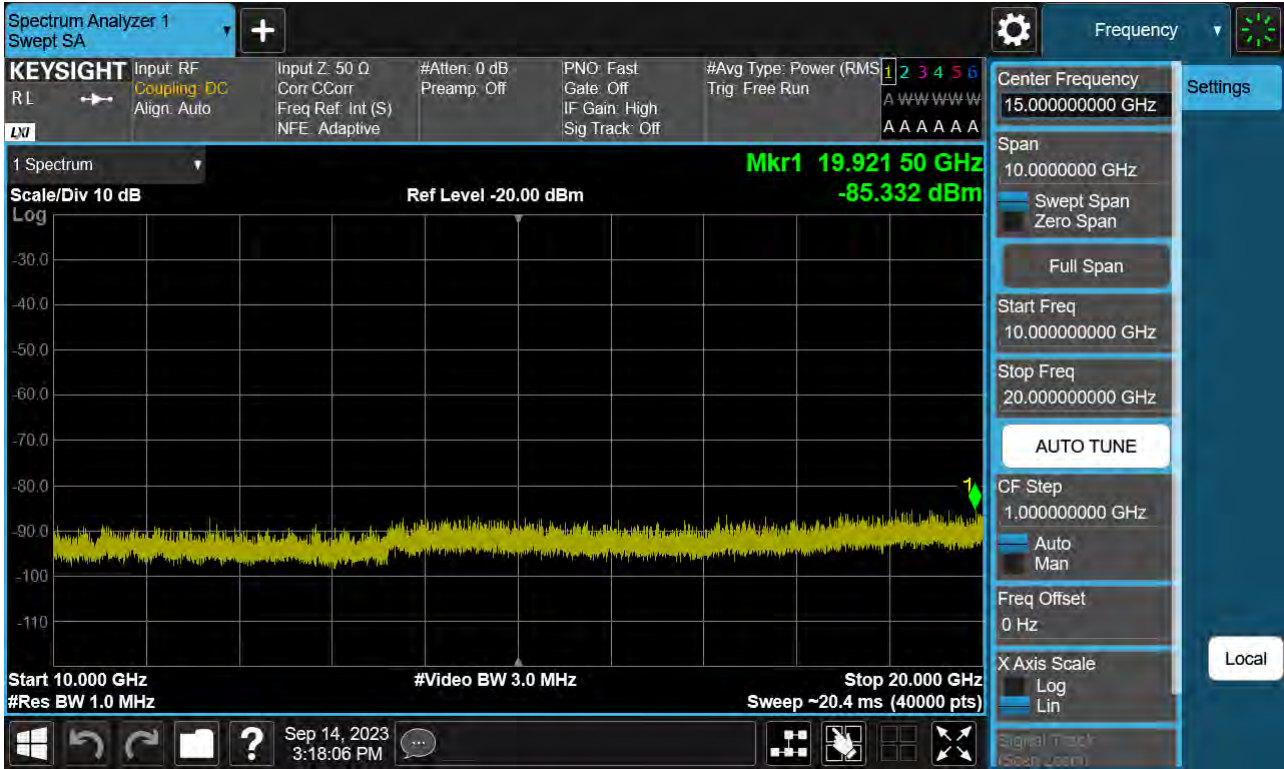 Spectrum Analyzer 1
Swept SA
+
Frequency
KEYSIGHT
R L
LXI
Input: RF
Coupling: DC
Align: Auto
Input Z: 50 Ω
Corr CCorr
Freq Ref: Int (S)
NFE: Adaptive
#Atten: 0 dB
Preamp: Off
PNO: Fast
Gate: Off
IF Gain: High
Sig Track: Off
#Avg Type: Power (RMS
Trig: Free Run
1 2 3 4 5 6
A W W W W W
A A A A A A
1 Spectrum
Scale/Div 10 dB
Log
Ref Level -20.00 dBm
Mkr1 19.921 50 GHz
-85.332 dBm
-30.0
-40.0
-50.0
-60.0
-70.0
-80.0
1
-90.0
-100
-110
Start 10.000 GHz
#Video BW 3.0 MHz
Stop 20.000 GHz
#Res BW 1.0 MHz
Sweep ~20.4 ms (40000 pts)
Center Frequency
15.000000000 GHz
Settings
Span
10.0000000 GHz
Swept Span
Zero Span
Full Span
Start Freq
10.000000000 GHz
Stop Freq
20.000000000 GHz
AUTO TUNE
CF Step
1.000000000 GHz
Auto
Man
Freq Offset
0 Hz
X Axis Scale
Log
Lin
Signal Track
(Span Zoom)
Local
?
Sep 14, 2023
3:18:06 PM